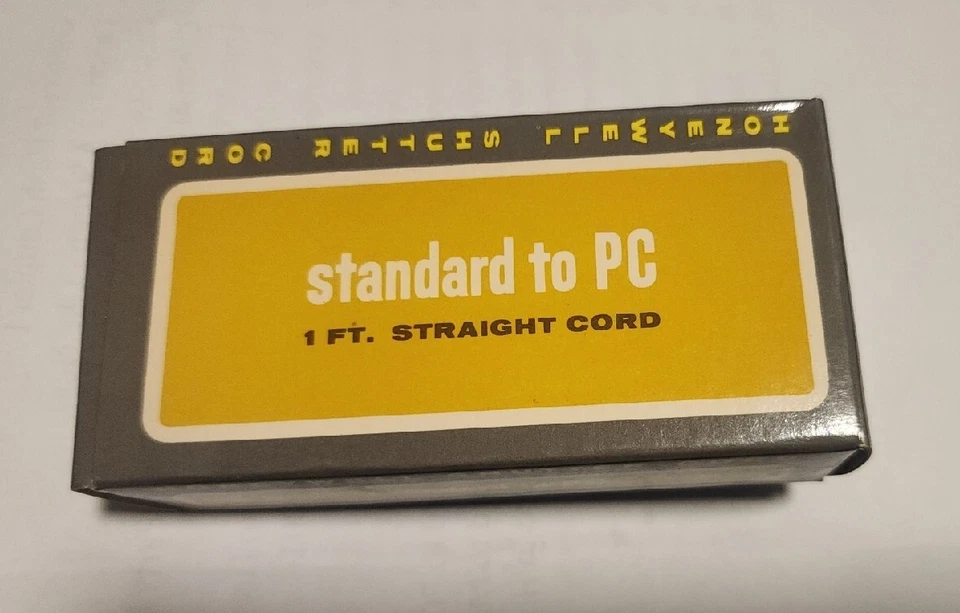 HONEYWELL SHUTTER CORD
standard to PC
1 FT. STRAIGHT CORD